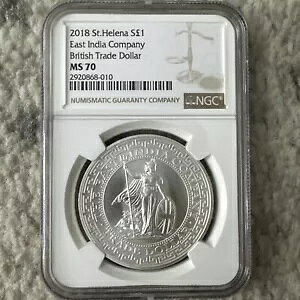 2018 St.Helena S£1
East India Company
British Trade Dollar
MS 70
2920868-010
NUMISMATIC GUARANTY COMPANY
NGC